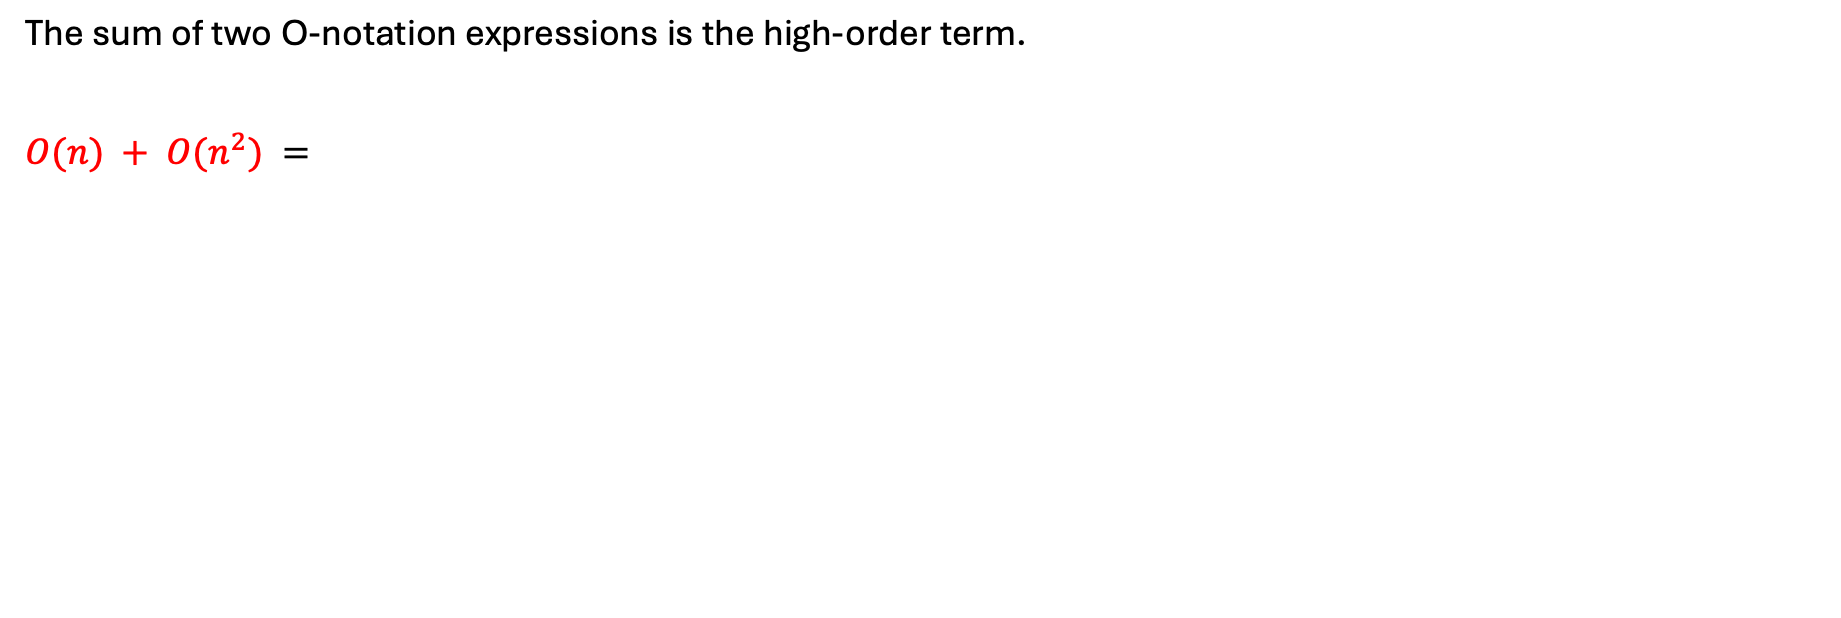 The sum of two O-notation expressions is the high-order term.
O(n) + O(n²) =